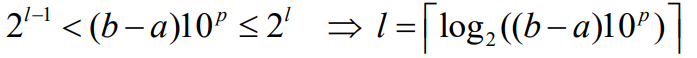 2^{l-1} < (b − a)10^p ≤ 2^l ⇒ l = ⌈log₂((b − a)10^p)⌉